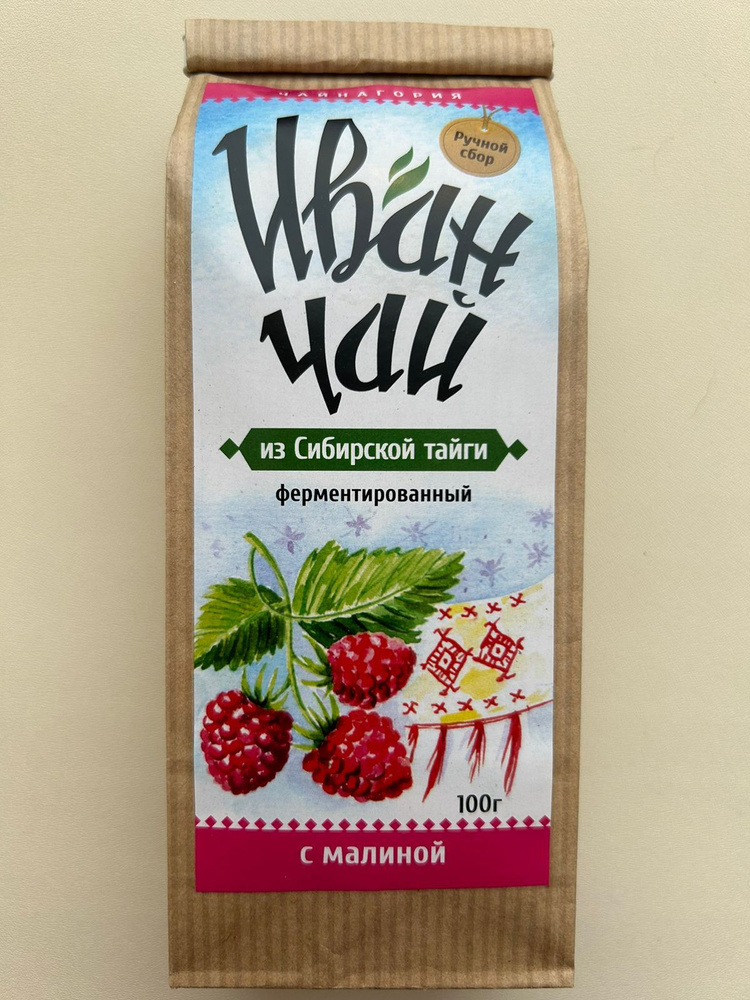 ЧАЙНАГОРИЯ
Ручной
сбор
Иван
чай
из Сибирской тайги
ферментированный
100г
с малиной